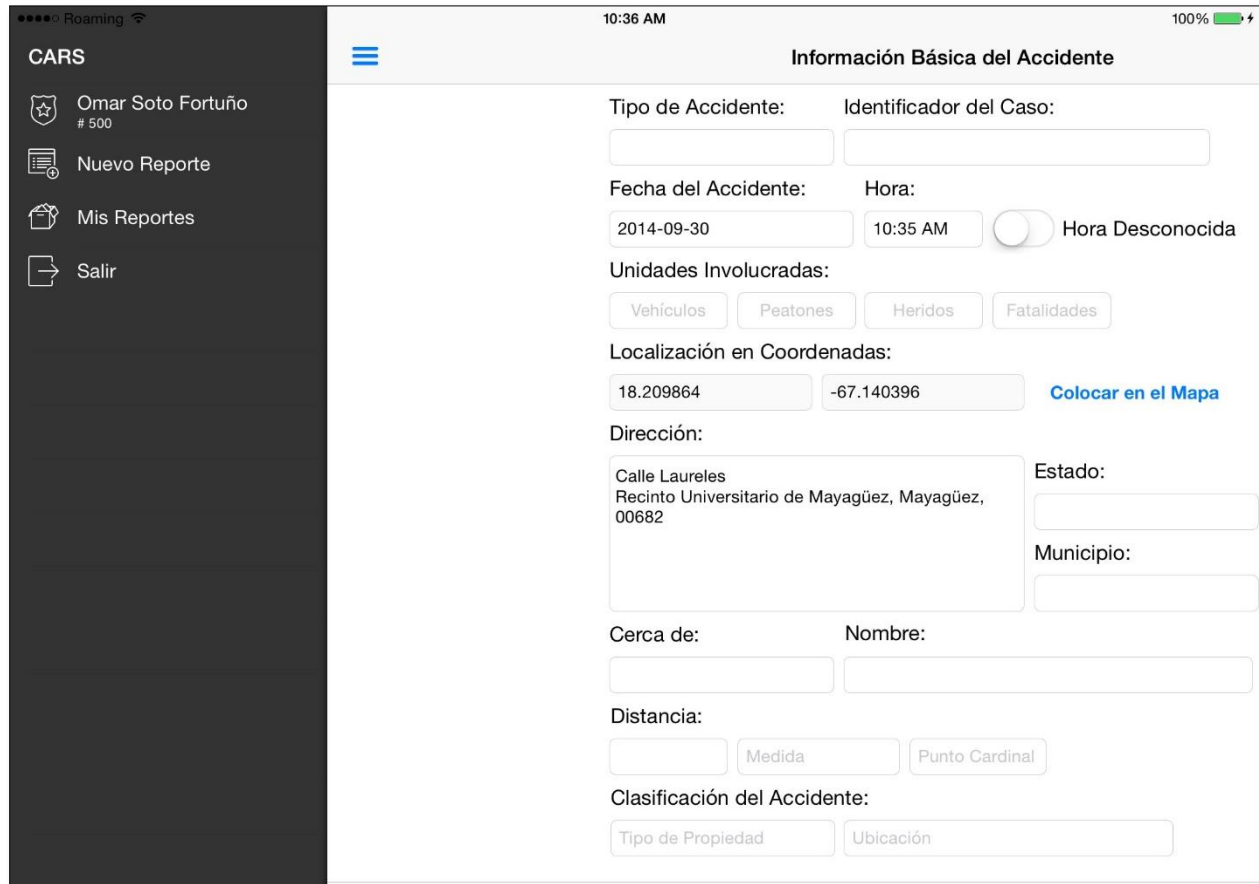 Roaming
10:36 AM
100%
CARS
Información Básica del Accidente
Omar Soto Fortuño
# 500
Nuevo Reporte
Mis Reportes
Salir
Tipo de Accidente: Identificador del Caso:
Fecha del Accidente: Hora:
2014-09-30 10:35 AM Hora Desconocida
Unidades Involucradas:
Vehículos Peatones Heridos Fatalidades
Localización en Coordenadas:
18.209864 -67.140396 Colocar en el Mapa
Dirección:
Calle Laureles
Recinto Universitario de Mayagüez, Mayagüez,
00682
Estado:
Municipio:
Cerca de: Nombre:
Distancia:
Medida Punto Cardinal
Clasificación del Accidente:
Tipo de Propiedad Ubicación